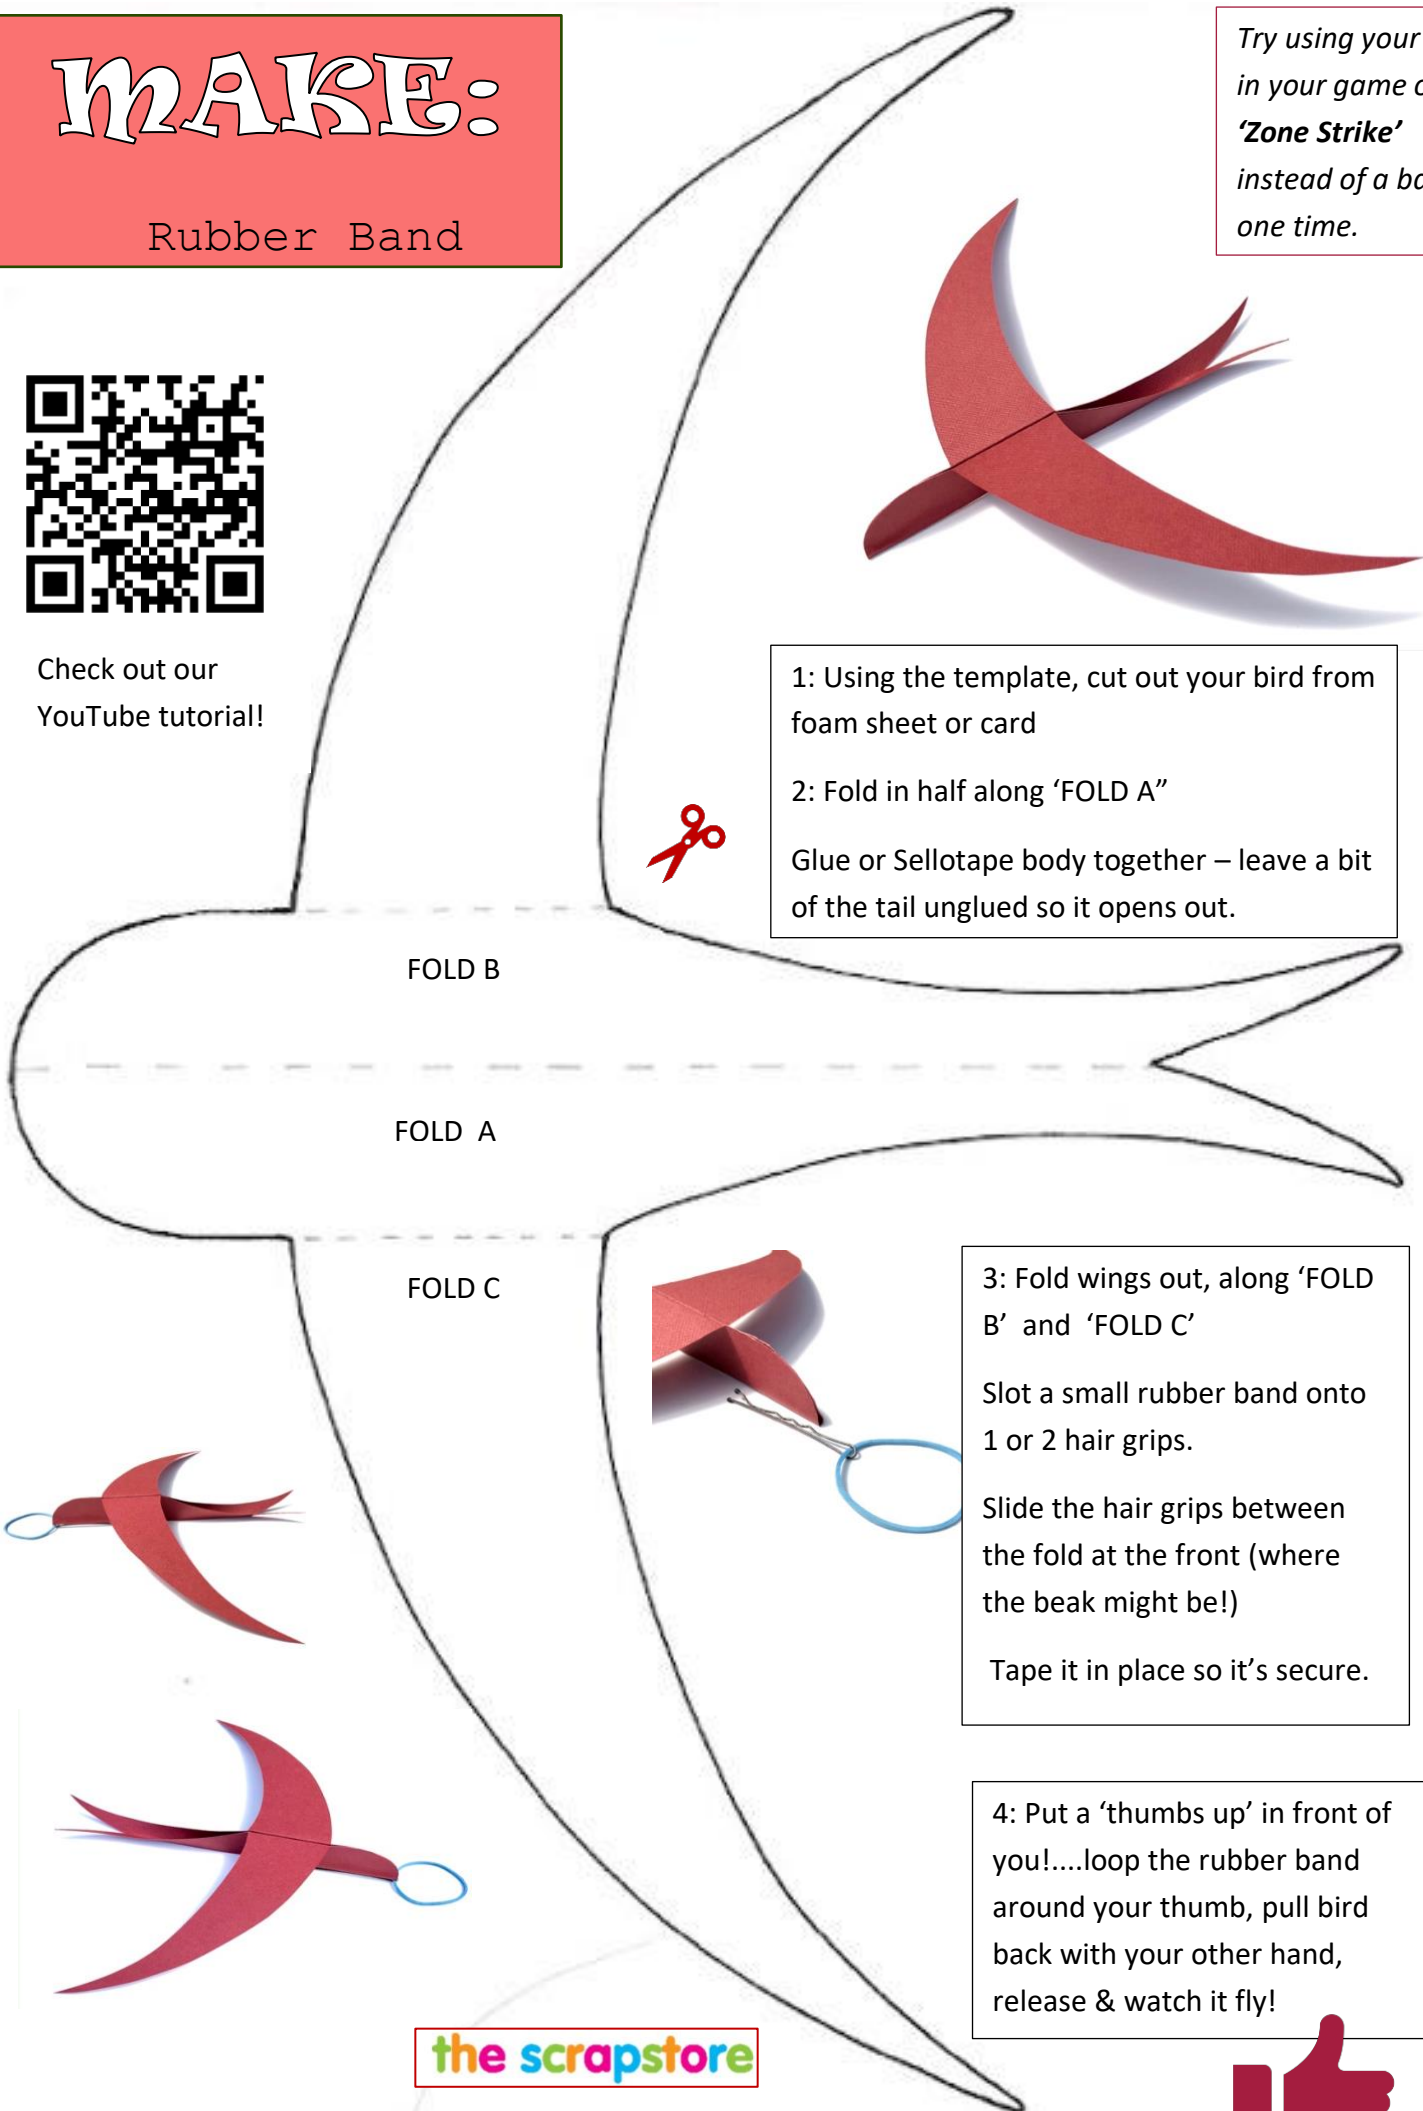 MAKE:
Rubber Band
Try using your
in your game
‘Zone Strike’
instead of a
one time.
Check out our
YouTube tutorial!
1: Using the template, cut out your bird from
foam sheet or card
2: Fold in half along ‘FOLD A”
Glue or Sellotape body together – leave a bit
of the tail unglued so it opens out.
FOLD B
FOLD A
FOLD C
3: Fold wings out, along ‘FOLD
B’ and ‘FOLD C’
Slot a small rubber band onto
1 or 2 hair grips.
Slide the hair grips between
the fold at the front (where
the beak might be!)
Tape it in place so it’s secure.
4: Put a ‘thumbs up’ in front of
you!....loop the rubber band
around your thumb, pull bird
back with your other hand,
release & watch it fly!
the scrapstore